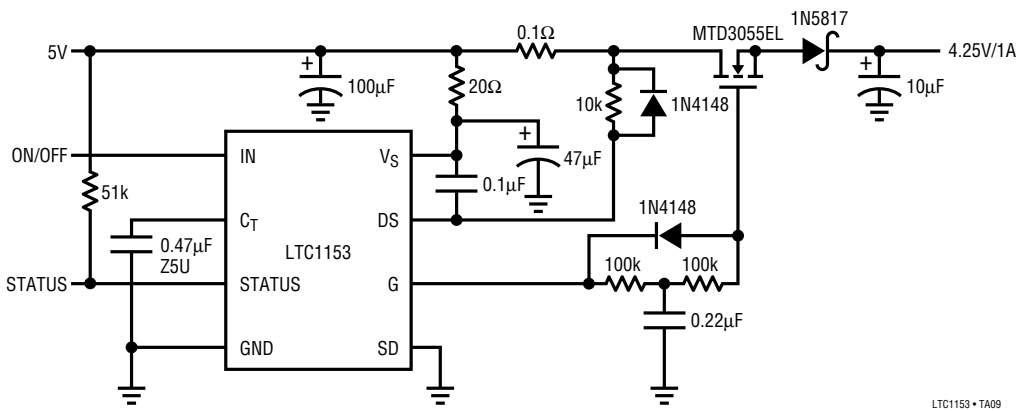 1N5817
MTD3055EL
0.1Ω
5V
4.25V/1A
100µF
20Ω
10k
1N4148
10µF
ON/OFF
IN
VS
47µF
51k
0.1µF
CT
DS
1N4148
0.47µF
Z5U
LTC1153
100k
100k
STATUS
STATUS
G
0.22µF
GND
SD
LTC1153 • TA09